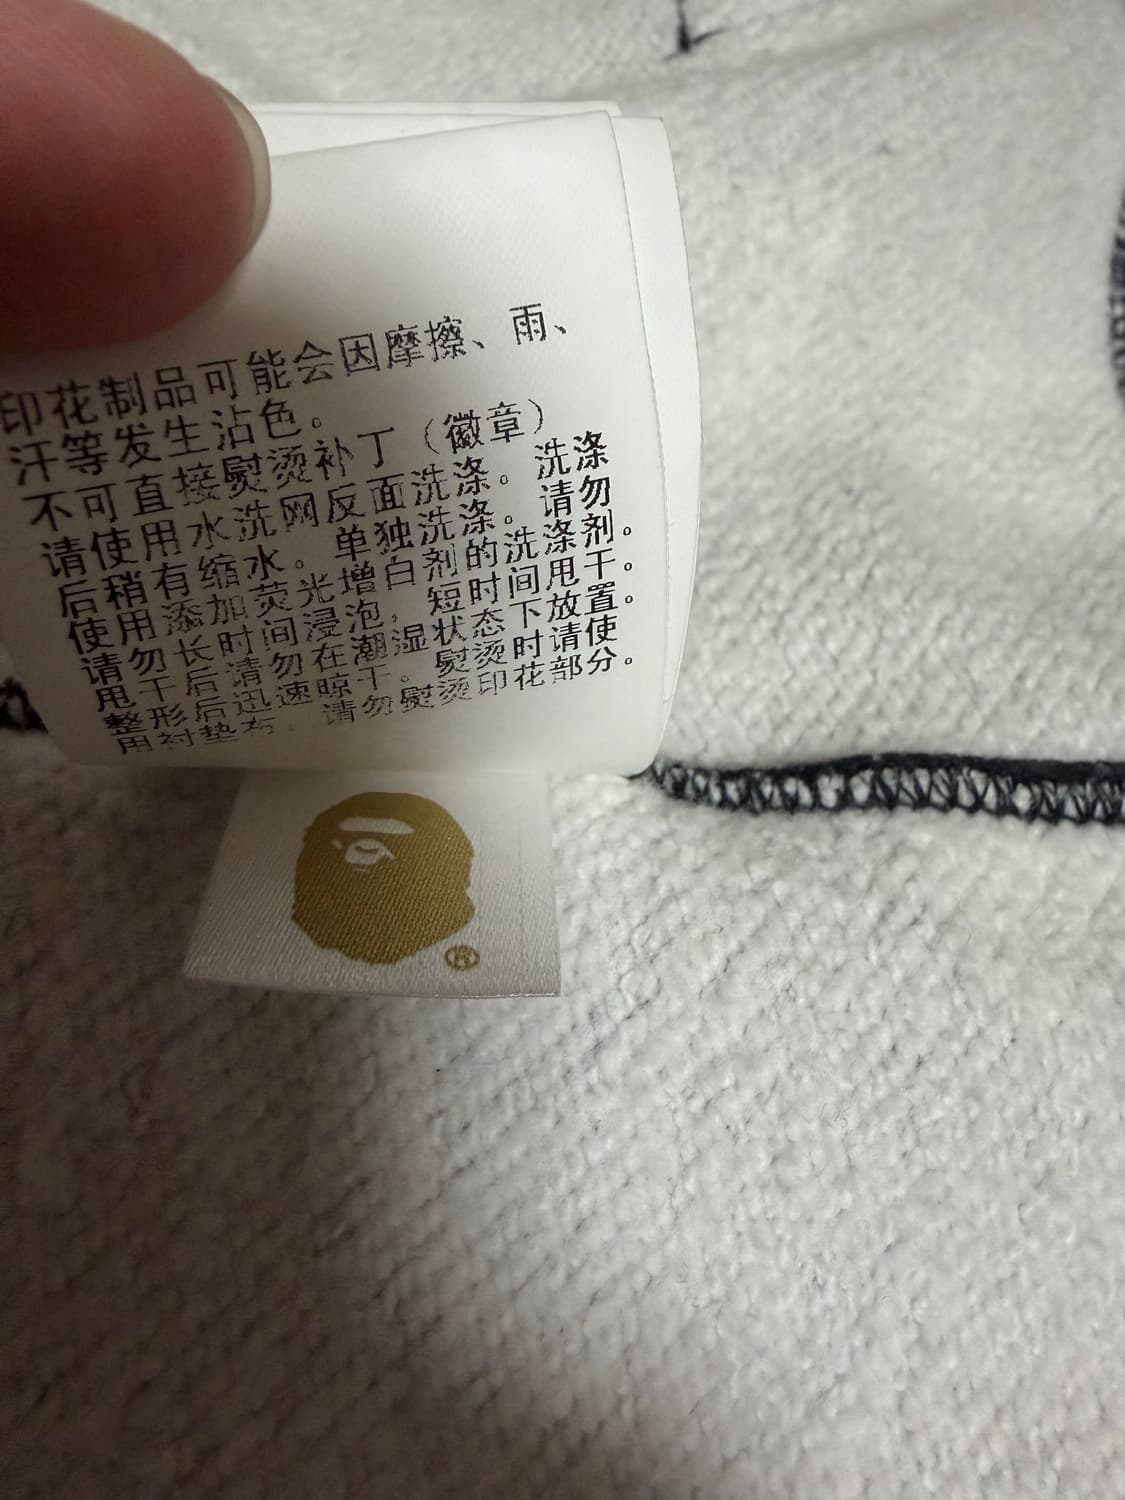 印花制品可能会因摩擦、雨、
汗等发生沾色。
不可直接熨烫补丁（徽章）
请使用水洗网反面洗涤。洗涤
后稍有缩水。单独洗涤。请勿
使用添加荧光增白剂的洗涤剂。
请勿长时间浸泡，短时间甩干。
甩干后请勿在潮湿状态下放置。
整形后迅速晾干。熨烫时请使
用衬垫布。请勿熨烫印花部分。
®